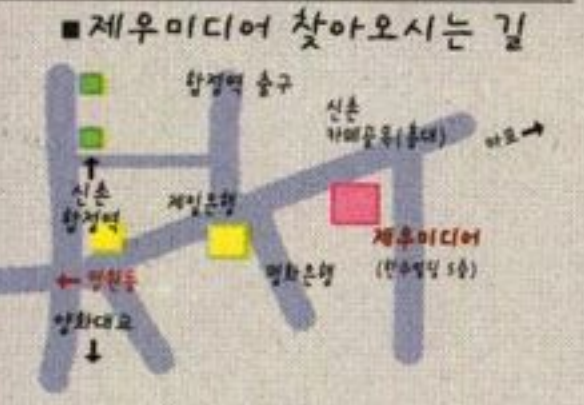 ■ 제우미디어 찾아오시는 길
합정역 출구
신촌
카페골목(홍대)
마포 →
↑
신촌
합정역
제일은행
제우미디어
평화은행
← 망원동
양화대교
↓